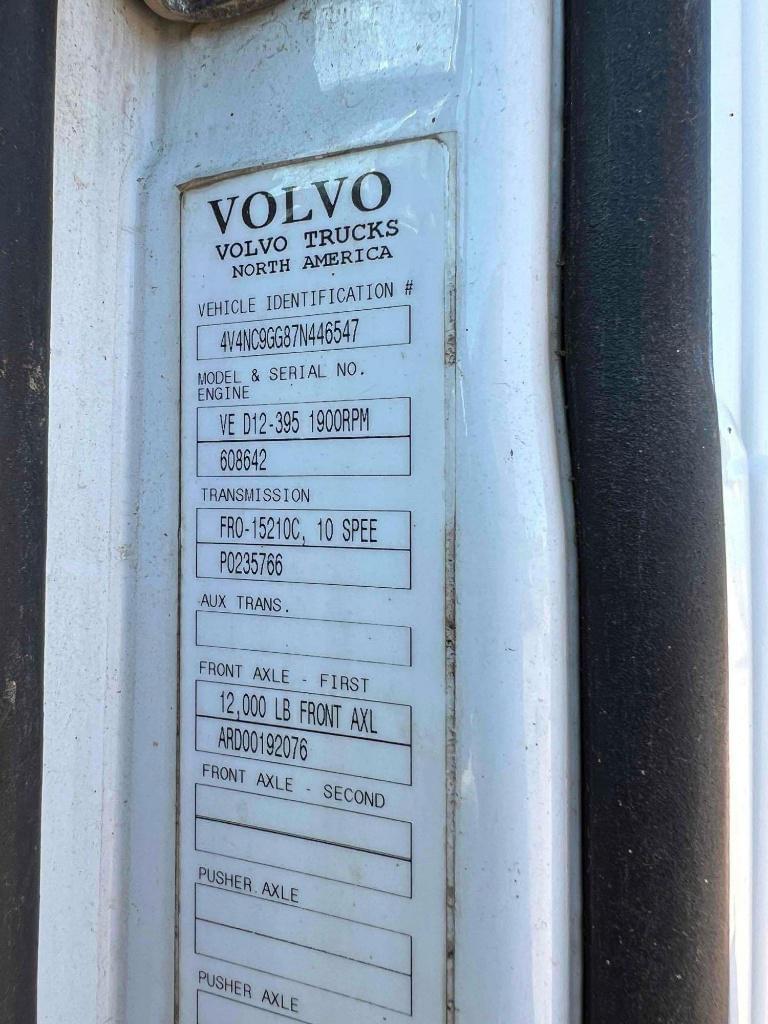 VOLVO
VOLVO TRUCKS
NORTH AMERICA
VEHICLE IDENTIFICATION #
4V4NC9GG87N446547
MODEL & SERIAL NO.
ENGINE
VE D12-395 1900RPM
608642
TRANSMISSION
FRO-15210C, 10 SPEE
P0235766
AUX TRANS.
FRONT AXLE - FIRST
12,000 LB FRONT AXL
ARD00192076
FRONT AXLE - SECOND
PUSHER AXLE
PUSHER AXLE